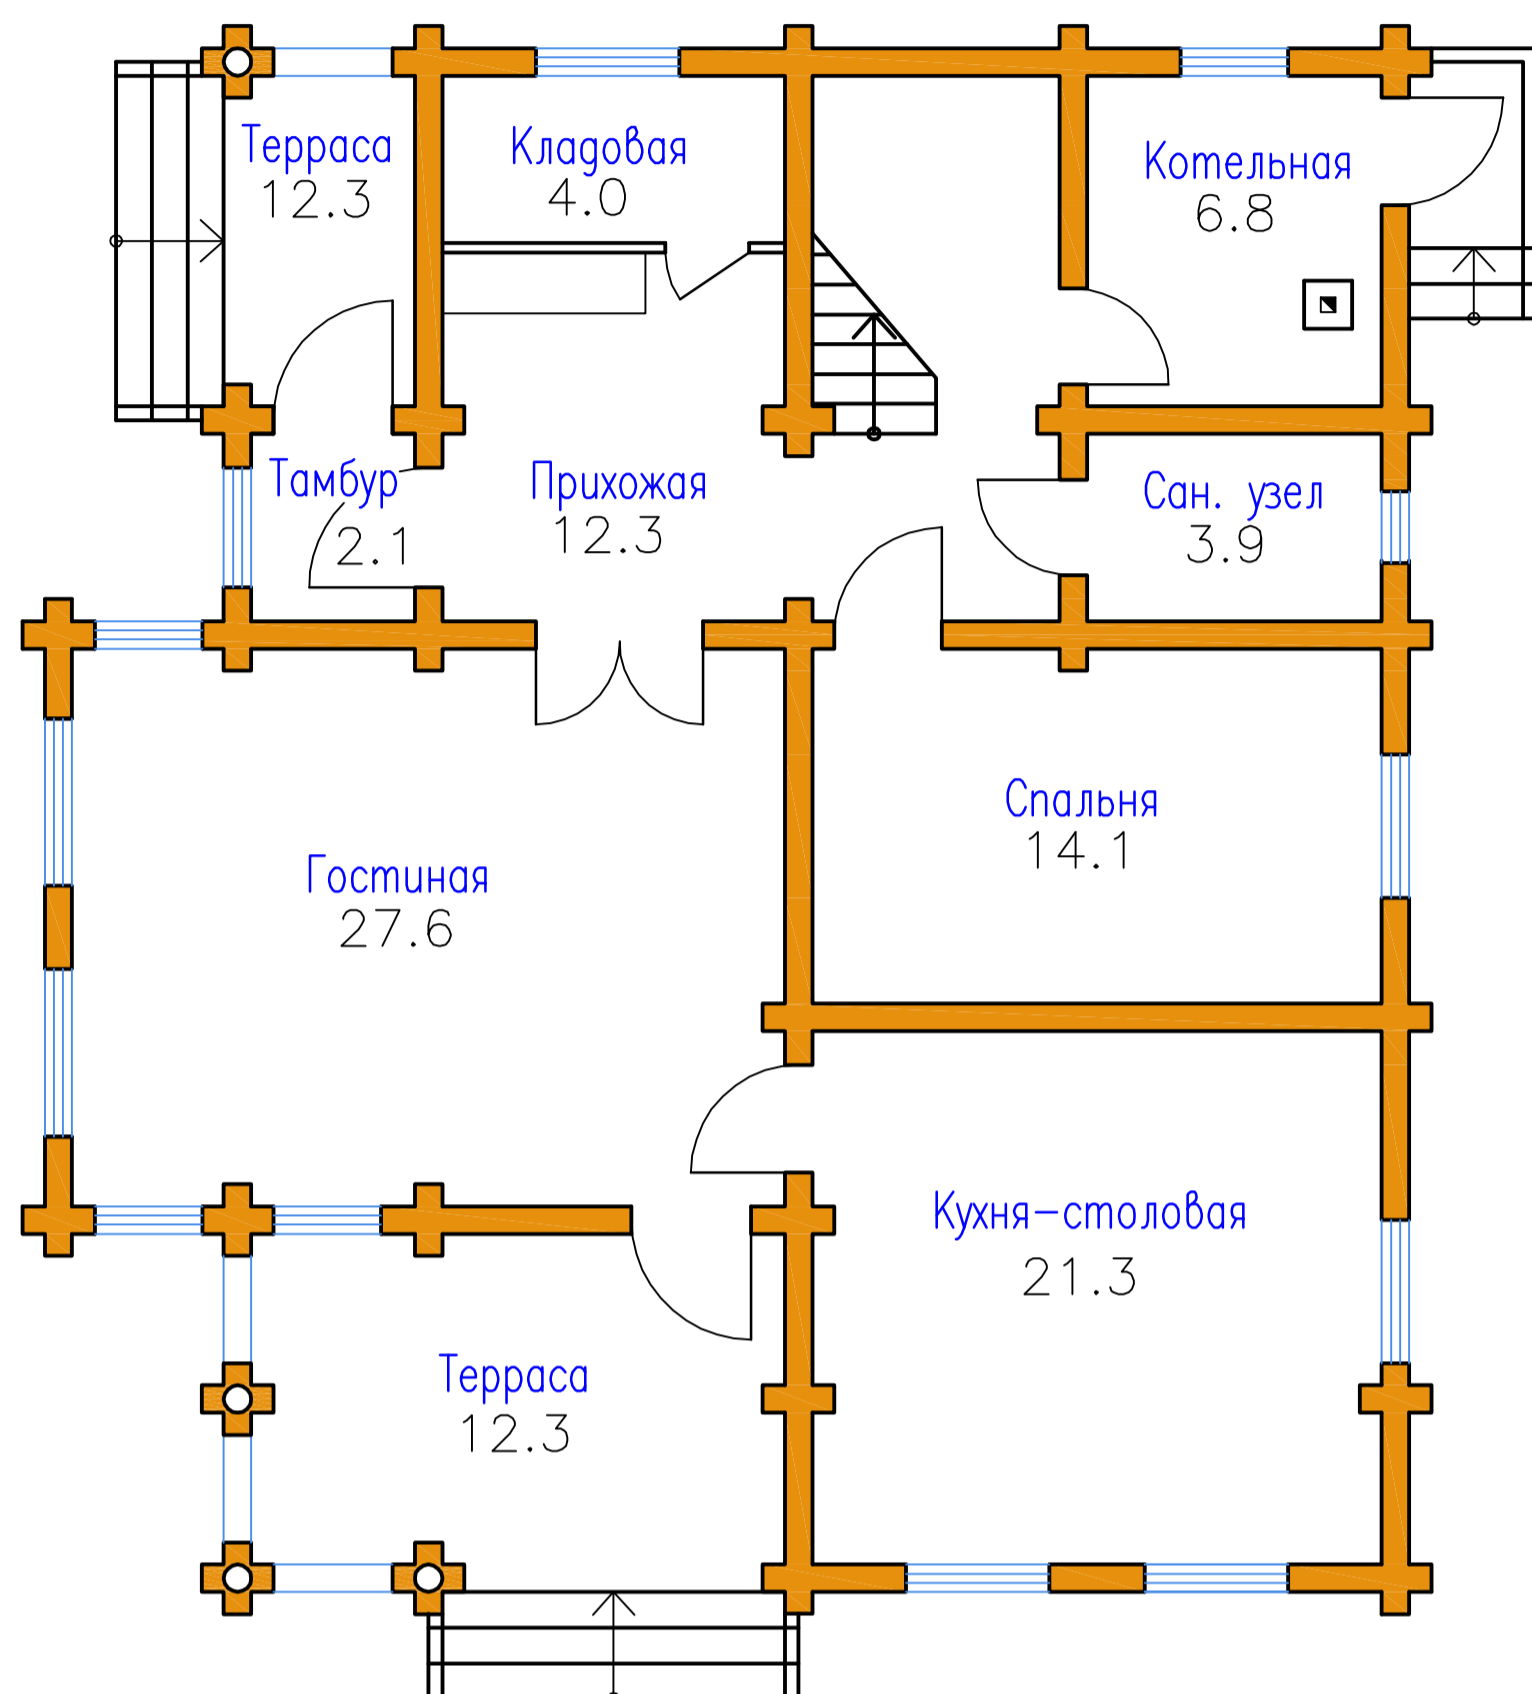 Терраса
12.3
Кладовая
4.0
Котельная
6.8
Тамбур
2.1
Прихожая
12.3
Сан. узел
3.9
Спальня
14.1
Гостиная
27.6
Кухня-столовая
21.3
Терраса
12.3